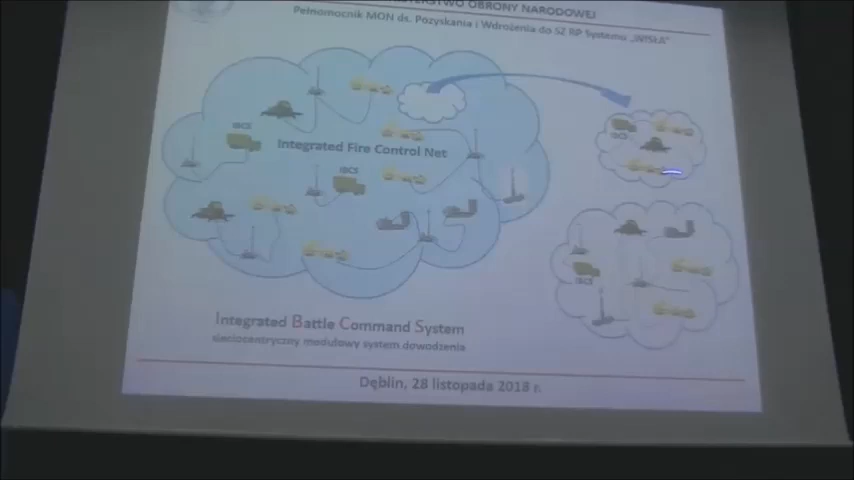 MINISTERSTWO OBRONY NARODOWEJ
Pełnomocnik MON ds. Pozyskania i Wdrożenia do SZ RP Systemu „WISŁA"
IBCS
IBCS
Integrated Fire Control Net
IBCS
IBCS
Integrated Battle Command System
sieciocentryczny modułowy system dowodzenia
Dęblin, 28 listopada 2018 r.